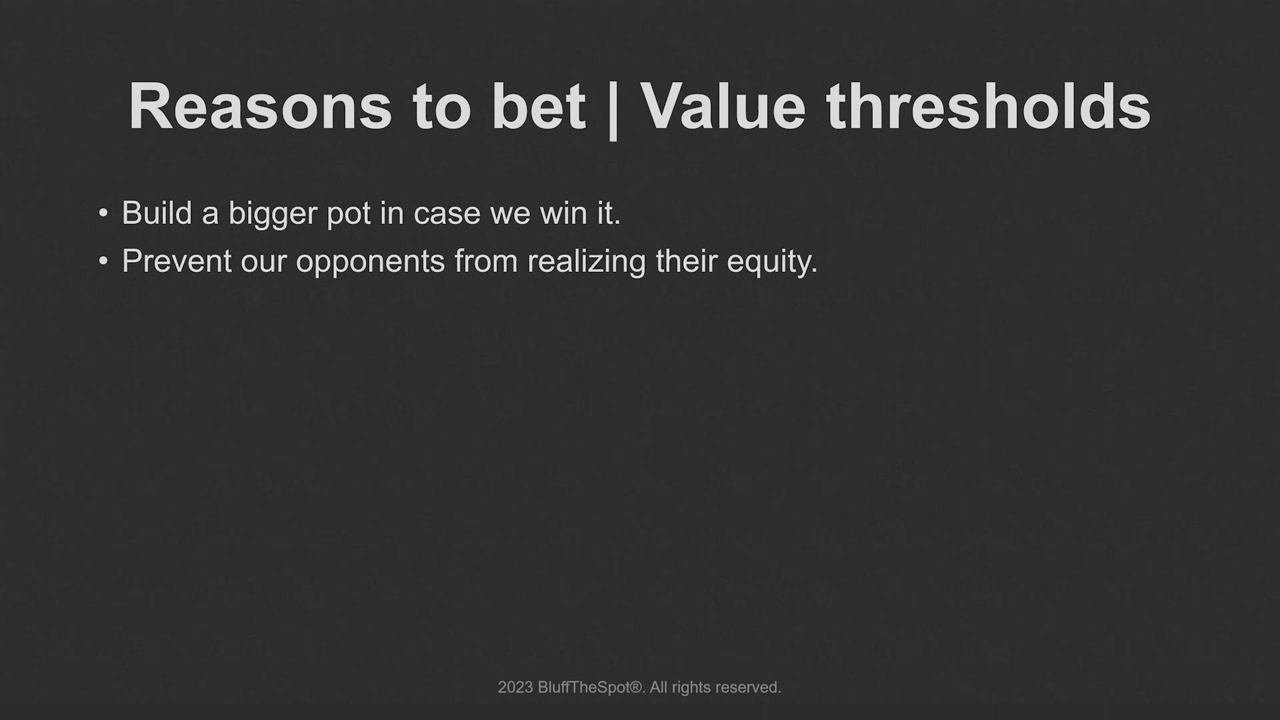 Reasons to bet | Value thresholds
• Build a bigger pot in case we win it.
• Prevent our opponents from realizing their equity.
2023 BluffTheSpot®. All rights reserved.